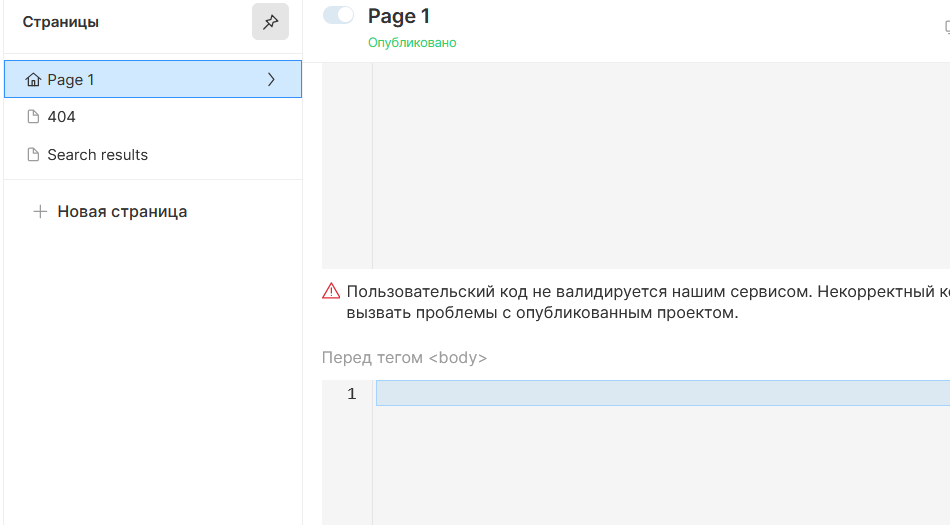 Страницы
Page 1
404
Search results
Новая страница
Page 1
Опубликовано
Пользовательский код не валидируется нашим сервисом. Некорректный
вызвать проблемы с опубликованным проектом.
Перед тегом <body>
1